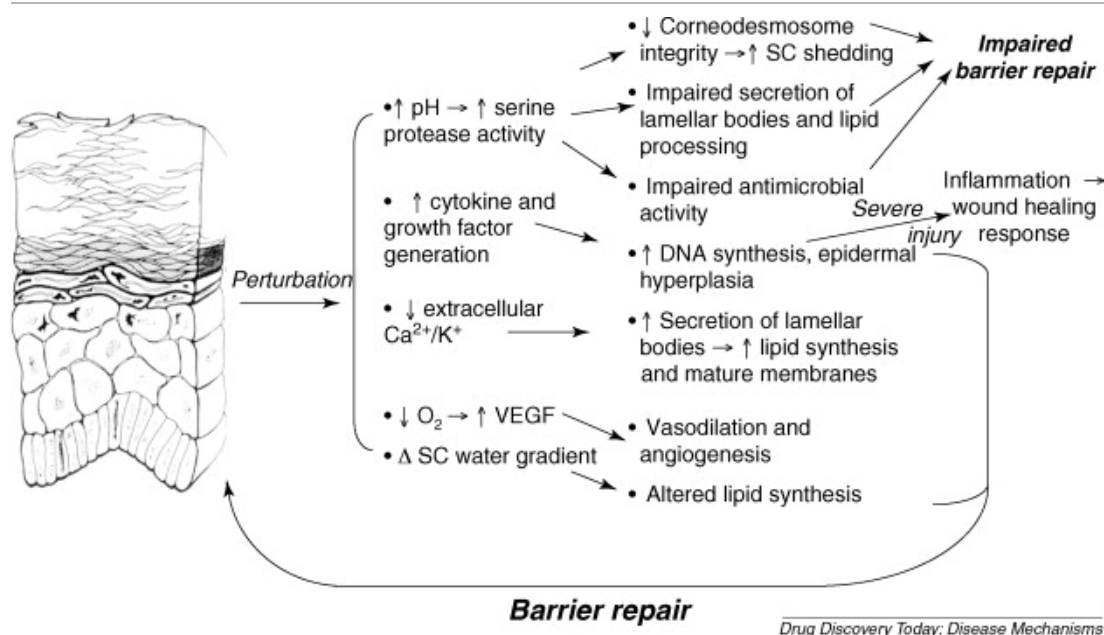 • ↓ Corneodesmosome
integrity → ↑ SC shedding
Impaired
barrier repair
• ↑ pH → ↑ serine
protease activity
• Impaired secretion of
lamellar bodies and lipid
processing
• Impaired antimicrobial
activity
Inflammation →
wound healing
response
Severe
injury
• ↑ cytokine and
growth factor
generation
• ↑ DNA synthesis, epidermal
hyperplasia
Perturbation
• ↓ extracellular
Ca²⁺/K⁺
• ↑ Secretion of lamellar
bodies → ↑ lipid synthesis
and mature membranes
• ↓ O₂ → ↑ VEGF
• Vasodilation and
angiogenesis
• Δ SC water gradient
• Altered lipid synthesis
Barrier repair
Drug Discovery Today: Disease Mechanisms